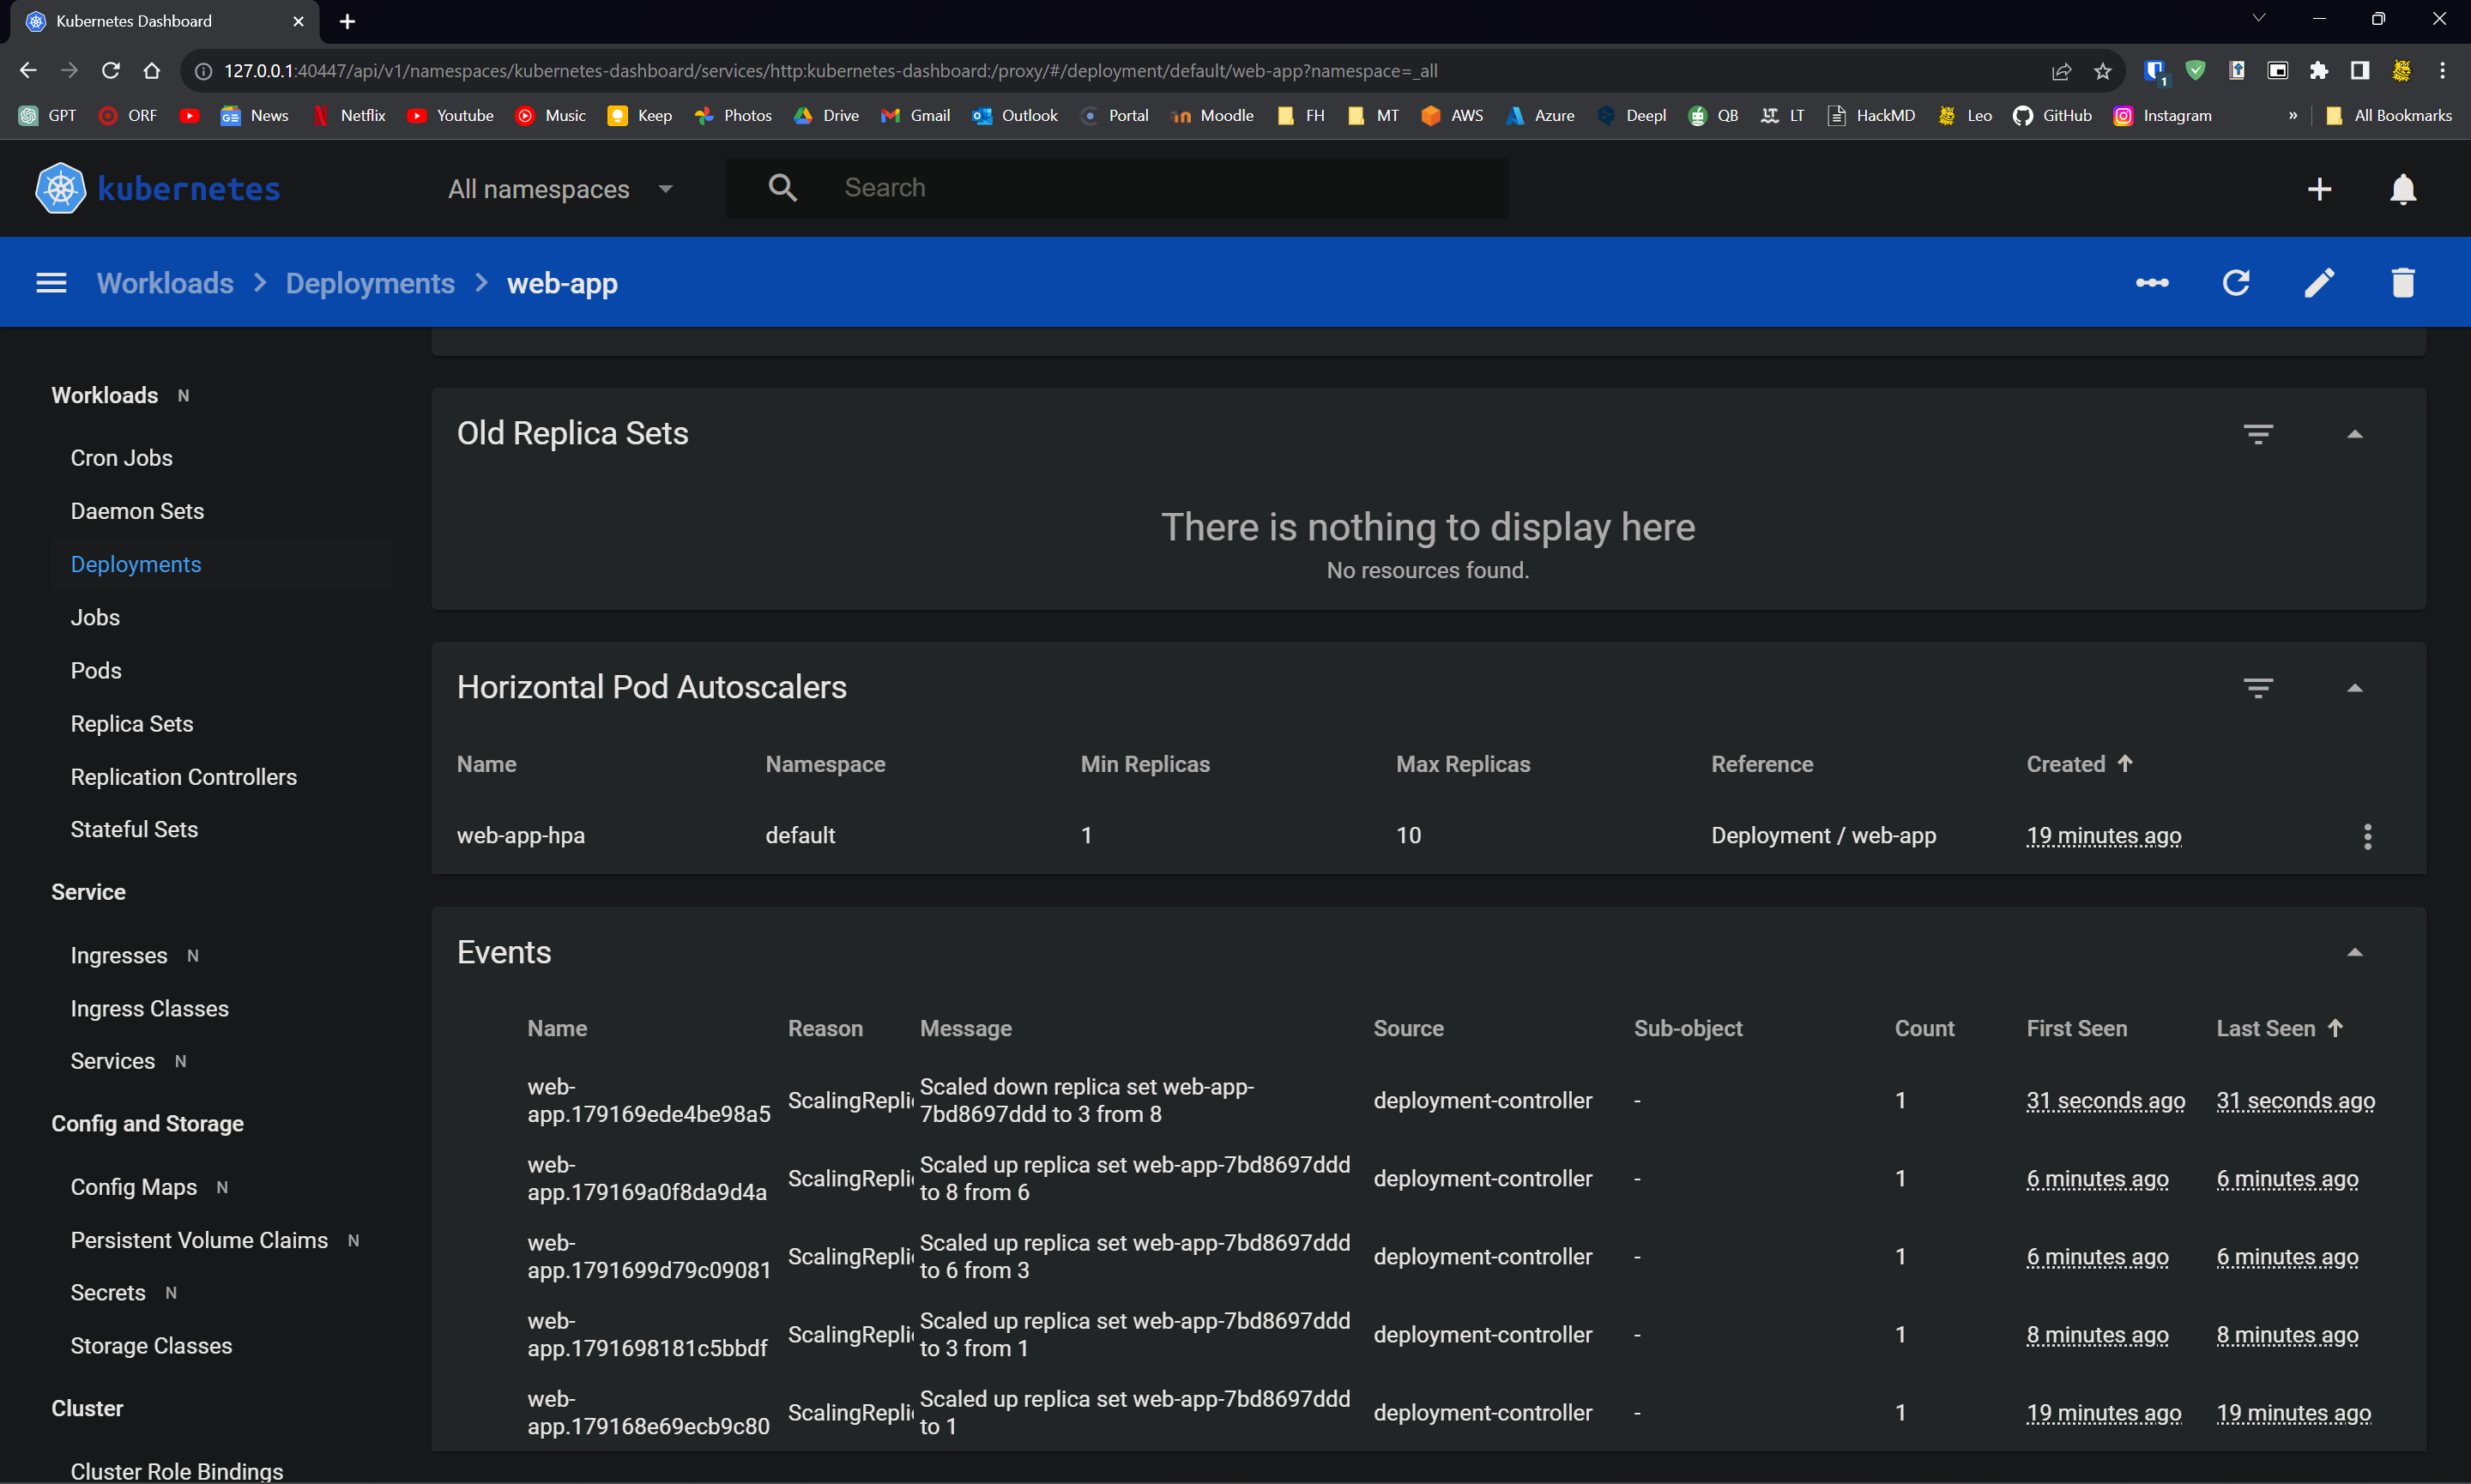 Kubernetes Dashboard
127.0.0.1:40447/api/v1/namespaces/kubernetes-dashboard/services/http:kubernetes-dashboard:/proxy/#/deployment/default/web-app?namespace=_all
1
GPT ORF News Netflix Youtube Music Keep Photos Drive Gmail Outlook Portal Moodle FH MT AWS Azure Deepl QB LT HackMD Leo GitHub Instagram » All Bookmarks
kubernetes All namespaces Search
Workloads > Deployments > web-app
Workloads N
Cron Jobs
Daemon Sets
Deployments
Jobs
Pods
Replica Sets
Replication Controllers
Stateful Sets
Service
Ingresses N
Ingress Classes
Services N
Config and Storage
Config Maps N
Persistent Volume Claims N
Secrets N
Storage Classes
Cluster
Cluster Role Bindings
Old Replica Sets
There is nothing to display here
No resources found.
Horizontal Pod Autoscalers
Name Namespace Min Replicas Max Replicas Reference Created
web-app-hpa default 1 10 Deployment / web-app 19 minutes ago
Events
Name Reason Message Source Sub-object Count First Seen Last Seen
web-app.179169ede4be98a5 ScalingRepli Scaled down replica set web-app-7bd8697ddd to 3 from 8 deployment-controller - 1 31 seconds ago 31 seconds ago
web-app.179169a0f8da9d4a ScalingRepli Scaled up replica set web-app-7bd8697ddd to 8 from 6 deployment-controller - 1 6 minutes ago 6 minutes ago
web-app.1791699d79c09081 ScalingRepli Scaled up replica set web-app-7bd8697ddd to 6 from 3 deployment-controller - 1 6 minutes ago 6 minutes ago
web-app.1791698181c5bbdf ScalingRepli Scaled up replica set web-app-7bd8697ddd to 3 from 1 deployment-controller - 1 8 minutes ago 8 minutes ago
web-app.179168e69ecb9c80 ScalingRepli Scaled up replica set web-app-7bd8697ddd to 1 deployment-controller - 1 19 minutes ago 19 minutes ago